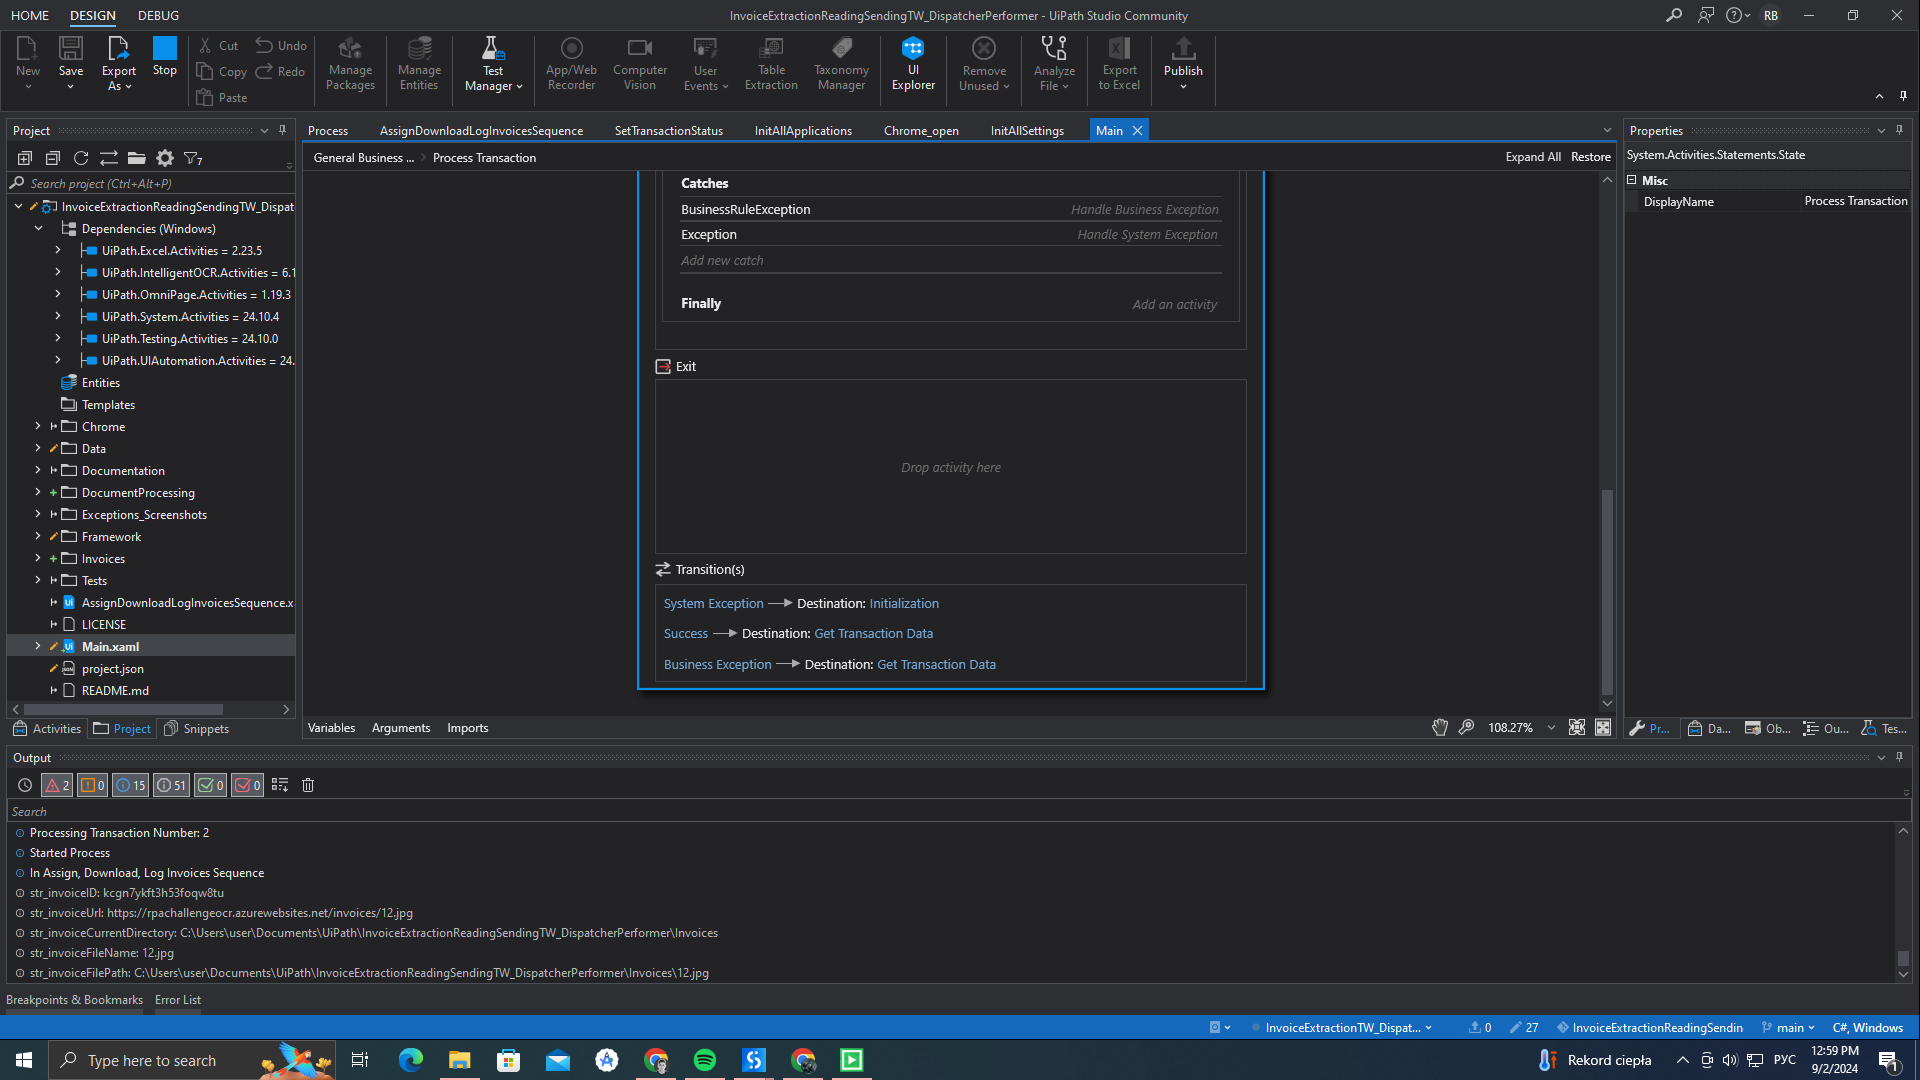 HOME DESIGN DEBUG
InvoiceExtractionReadingSendingTW_DispatcherPerformer - UiPath Studio Community
RB
New
Save
Export As
Stop
Cut
Copy
Paste
Undo
Redo
Manage Packages
Manage Entities
Test Manager
App/Web Recorder
Computer Vision
User Events
Table Extraction
Taxonomy Manager
UI Explorer
Remove Unused
Analyze File
Export to Excel
Publish
Project
7
Search project (Ctrl+Alt+P)
InvoiceExtractionReadingSendingTW_Dispat
Dependencies (Windows)
UiPath.Excel.Activities = 2.23.5
UiPath.IntelligentOCR.Activities = 6.1
UiPath.OmniPage.Activities = 1.19.3
UiPath.System.Activities = 24.10.4
UiPath.Testing.Activities = 24.10.0
UiPath.UIAutomation.Activities = 24.
Entities
Templates
Chrome
Data
Documentation
DocumentProcessing
Exceptions_Screenshots
Framework
Invoices
Tests
AssignDownloadLogInvoicesSequence.x
LICENSE
Main.xaml
project.json
README.md
Activities Project Snippets
Process AssignDownloadLogInvoicesSequence SetTransactionStatus InitAllApplications Chrome_open InitAllSettings Main
General Business ... Process Transaction
Expand All Restore
Catches
BusinessRuleException Handle Business Exception
Exception Handle System Exception
Add new catch
Finally Add an activity
Exit
Drop activity here
Transition(s)
System Exception Destination: Initialization
Success Destination: Get Transaction Data
Business Exception Destination: Get Transaction Data
Variables Arguments Imports
108.27%
Properties
System.Activities.Statements.State
Misc
DisplayName Process Transaction
Pr... Da... Ob... Ou... Tes...
Output
2 0 15 51 0 0
Search
Processing Transaction Number: 2
Started Process
In Assign, Download, Log Invoices Sequence
str_invoiceID: kcgn7ykft3h53foqw8tu
str_invoiceUrl: https://rpachallengeocr.azurewebsites.net/invoices/12.jpg
str_invoiceCurrentDirectory: C:\Users\user\Documents\UiPath\InvoiceExtractionReadingSendingTW_DispatcherPerformer\Invoices
str_invoiceFileName: 12.jpg
str_invoiceFilePath: C:\Users\user\Documents\UiPath\InvoiceExtractionReadingSendingTW_DispatcherPerformer\Invoices\12.jpg
Breakpoints & Bookmarks Error List
InvoiceExtractionTW_Dispat... 0 27 InvoiceExtractionReadingSendin main C#, Windows
Type here to search
Rekord ciepła
РУС
12:59 PM
9/2/2024
1